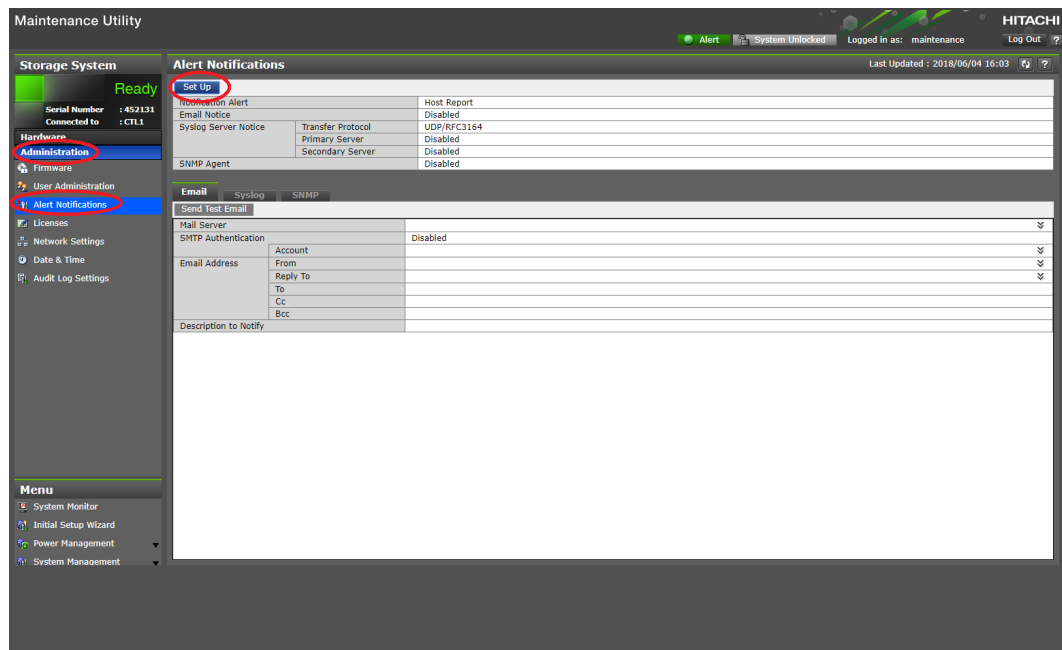 Maintenance Utility
HITACHI
Alert System Unlocked Logged in as: maintenance Log Out ?
Storage System
Ready
Serial Number : 452131
Connected to : CTL1
Hardware
Administration
Firmware
User Administration
Alert Notifications
Licenses
Network Settings
Date & Time
Audit Log Settings
Menu
System Monitor
Initial Setup Wizard
Power Management
System Management
Alert Notifications Last Updated : 2018/06/04 16:03 ?
Set Up
Notification Alert Host Report
Email Notice Disabled
Syslog Server Notice Transfer Protocol UDP/RFC3164
Primary Server Disabled
Secondary Server Disabled
SNMP Agent Disabled
Email Syslog SNMP
Send Test Email
Mail Server
SMTP Authentication Disabled
Account
Email Address From
Reply To
To
Cc
Bcc
Description to Notify